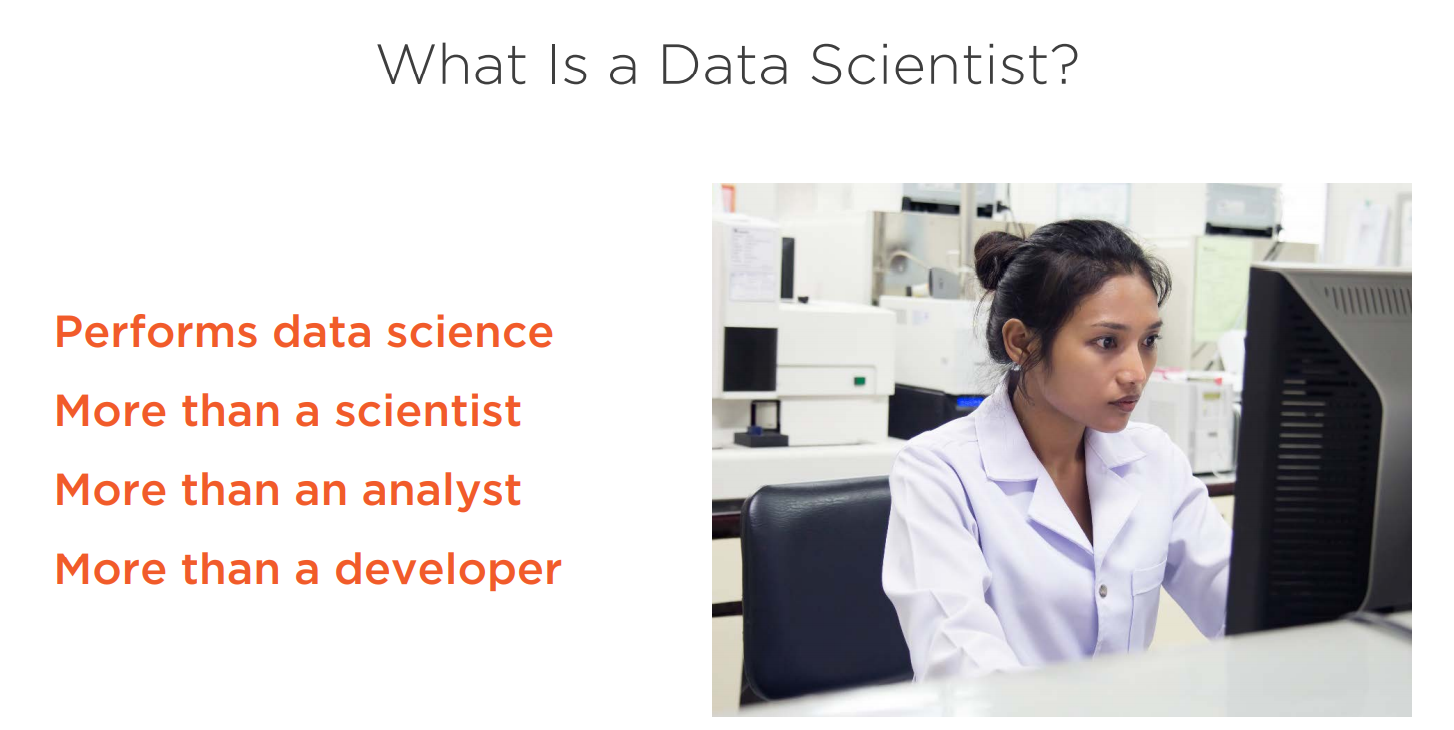 What Is a Data Scientist?
Performs data science
More than a scientist
More than an analyst
More than a developer